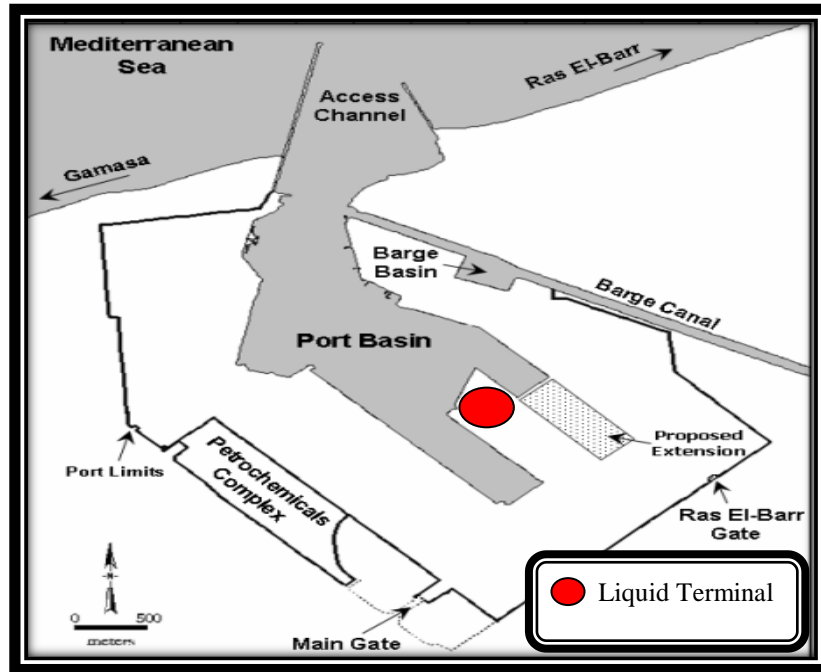 Mediterranean
Sea
Ras El-Barr
Access
Channel
Gamasa
Barge
Basin
Barge Canal
Port Basin
Proposed
Extension
Port Limits
Petrochemicals
Complex
Ras El-Barr
Gate
N
0 500
meters
Main Gate
Liquid Terminal